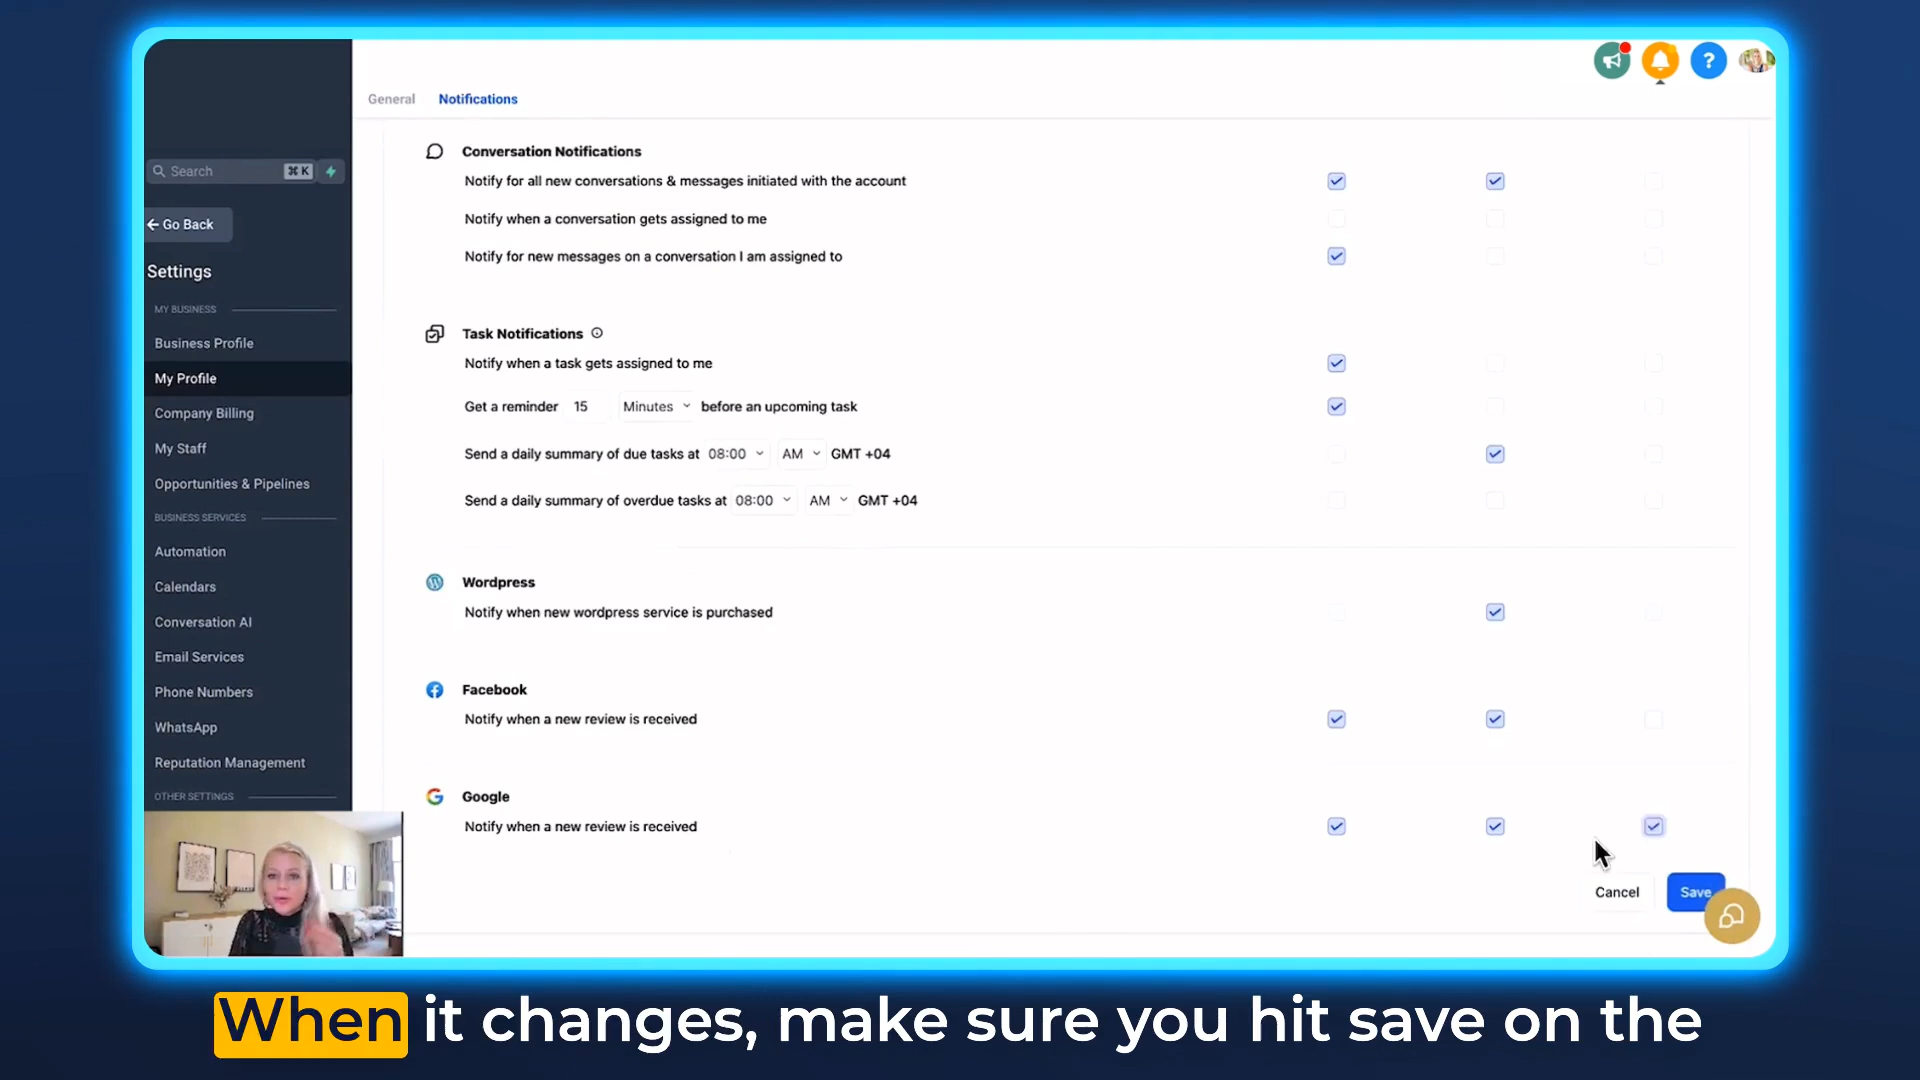 General Notifications
?
Search ⌘ K
Go Back
Settings
MY BUSINESS
Business Profile
My Profile
Company Billing
My Staff
Opportunities & Pipelines
BUSINESS SERVICES
Automation
Calendars
Conversation AI
Email Services
Phone Numbers
WhatsApp
Reputation Management
OTHER SETTINGS
Conversation Notifications
Notify for all new conversations & messages initiated with the account
Notify when a conversation gets assigned to me
Notify for new messages on a conversation I am assigned to
Task Notifications
Notify when a task gets assigned to me
Get a reminder 15 Minutes before an upcoming task
Send a daily summary of due tasks at 08:00 AM GMT +04
Send a daily summary of overdue tasks at 08:00 AM GMT +04
Wordpress
Notify when new wordpress service is purchased
Facebook
Notify when a new review is received
Google
Notify when a new review is received
Cancel Save
When it changes, make sure you hit save on the